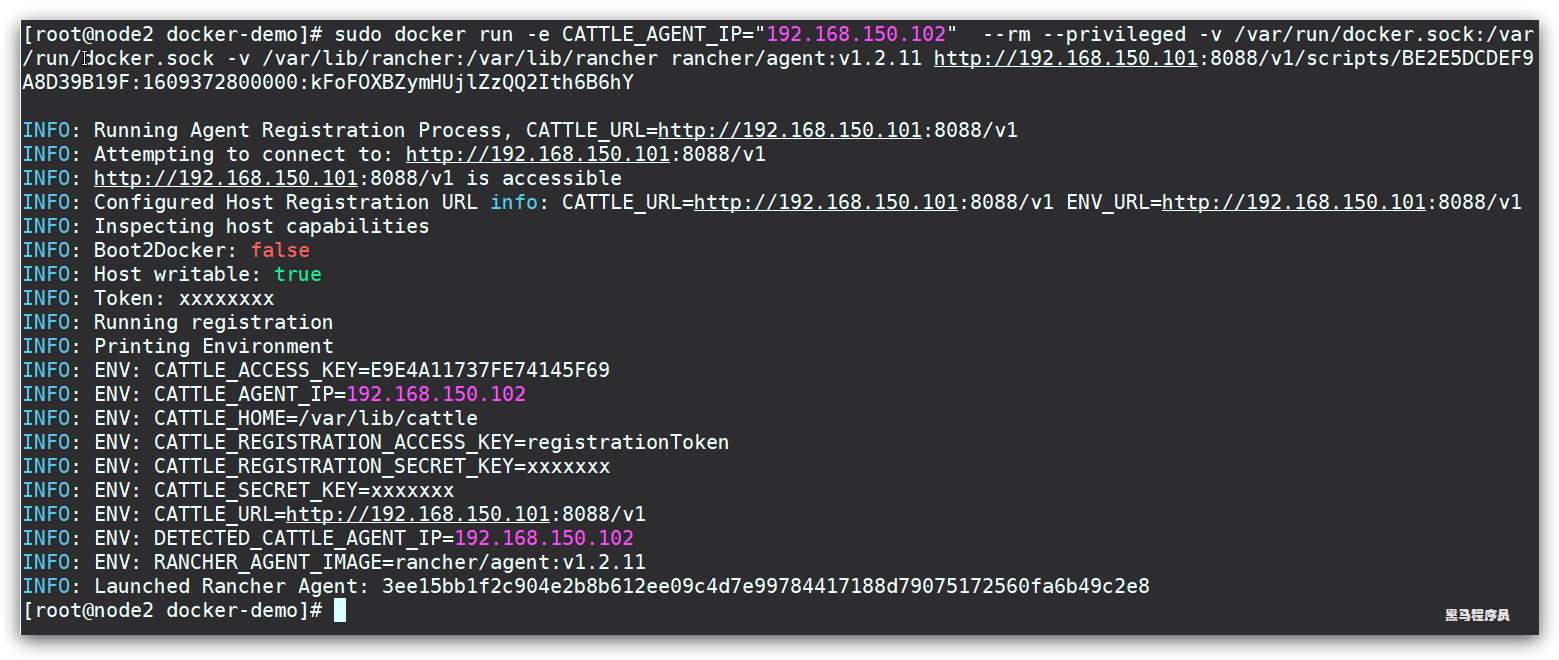 [root@node2 docker-demo]# sudo docker run -e CATTLE_AGENT_IP="192.168.150.102"  --rm --privileged -v /var/run/docker.sock:/var
/run/docker.sock -v /var/lib/rancher:/var/lib/rancher rancher/agent:v1.2.11 http://192.168.150.101:8088/v1/scripts/BE2E5DCDEF9
A8D39B19F:1609372800000:kFoFOXBZymHUjlZzQQ2Ith6B6hY
INFO: Running Agent Registration Process, CATTLE_URL=http://192.168.150.101:8088/v1
INFO: Attempting to connect to: http://192.168.150.101:8088/v1
INFO: http://192.168.150.101:8088/v1 is accessible
INFO: Configured Host Registration URL info: CATTLE_URL=http://192.168.150.101:8088/v1 ENV_URL=http://192.168.150.101:8088/v1
INFO: Inspecting host capabilities
INFO: Boot2Docker: false
INFO: Host writable: true
INFO: Token: xxxxxxxx
INFO: Running registration
INFO: Printing Environment
INFO: ENV: CATTLE_ACCESS_KEY=E9E4A11737FE74145F69
INFO: ENV: CATTLE_AGENT_IP=192.168.150.102
INFO: ENV: CATTLE_HOME=/var/lib/cattle
INFO: ENV: CATTLE_REGISTRATION_ACCESS_KEY=registrationToken
INFO: ENV: CATTLE_REGISTRATION_SECRET_KEY=xxxxxxx
INFO: ENV: CATTLE_SECRET_KEY=xxxxxxx
INFO: ENV: CATTLE_URL=http://192.168.150.101:8088/v1
INFO: ENV: DETECTED_CATTLE_AGENT_IP=192.168.150.102
INFO: ENV: RANCHER_AGENT_IMAGE=rancher/agent:v1.2.11
INFO: Launched Rancher Agent: 3ee15bb1f2c904e2b8b612ee09c4d7e99784417188d79075172560fa6b49c2e8
[root@node2 docker-demo]#
黑马程序员